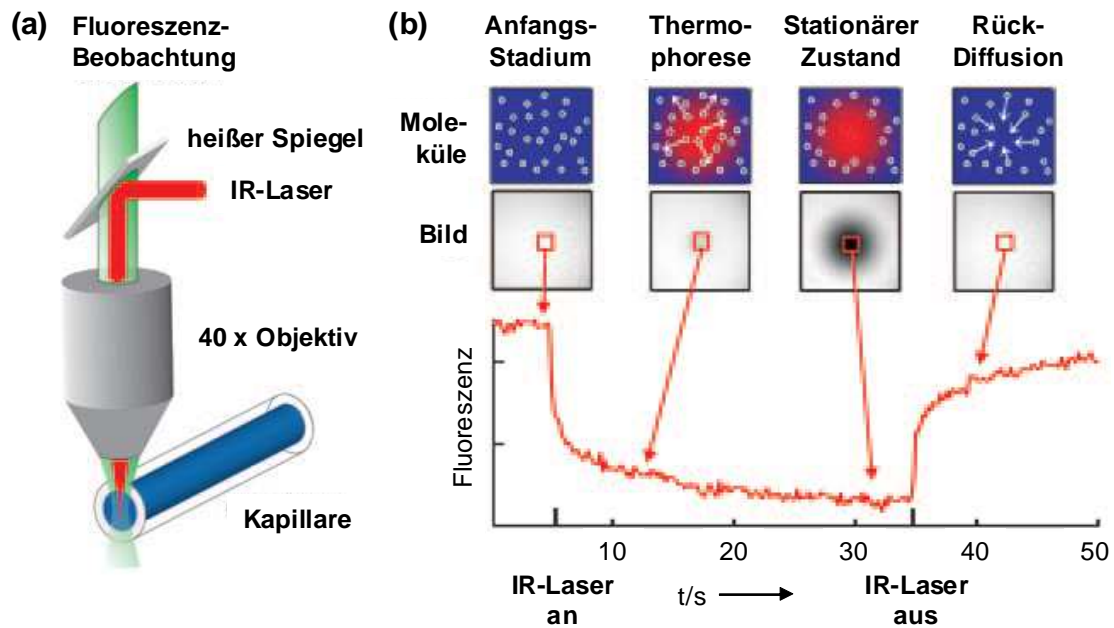 (a)
Fluoreszenz-
Beobachtung
heißer Spiegel
IR-Laser
40 x Objektiv
Kapillare
(b)
Anfangs-
Stadium
Thermo-
phorese
Stationärer
Zustand
Rück-
Diffusion
Mole-
küle
Bild
Fluoreszenz
10 20 30 40 50
IR-Laser
an
t/s
IR-Laser
aus